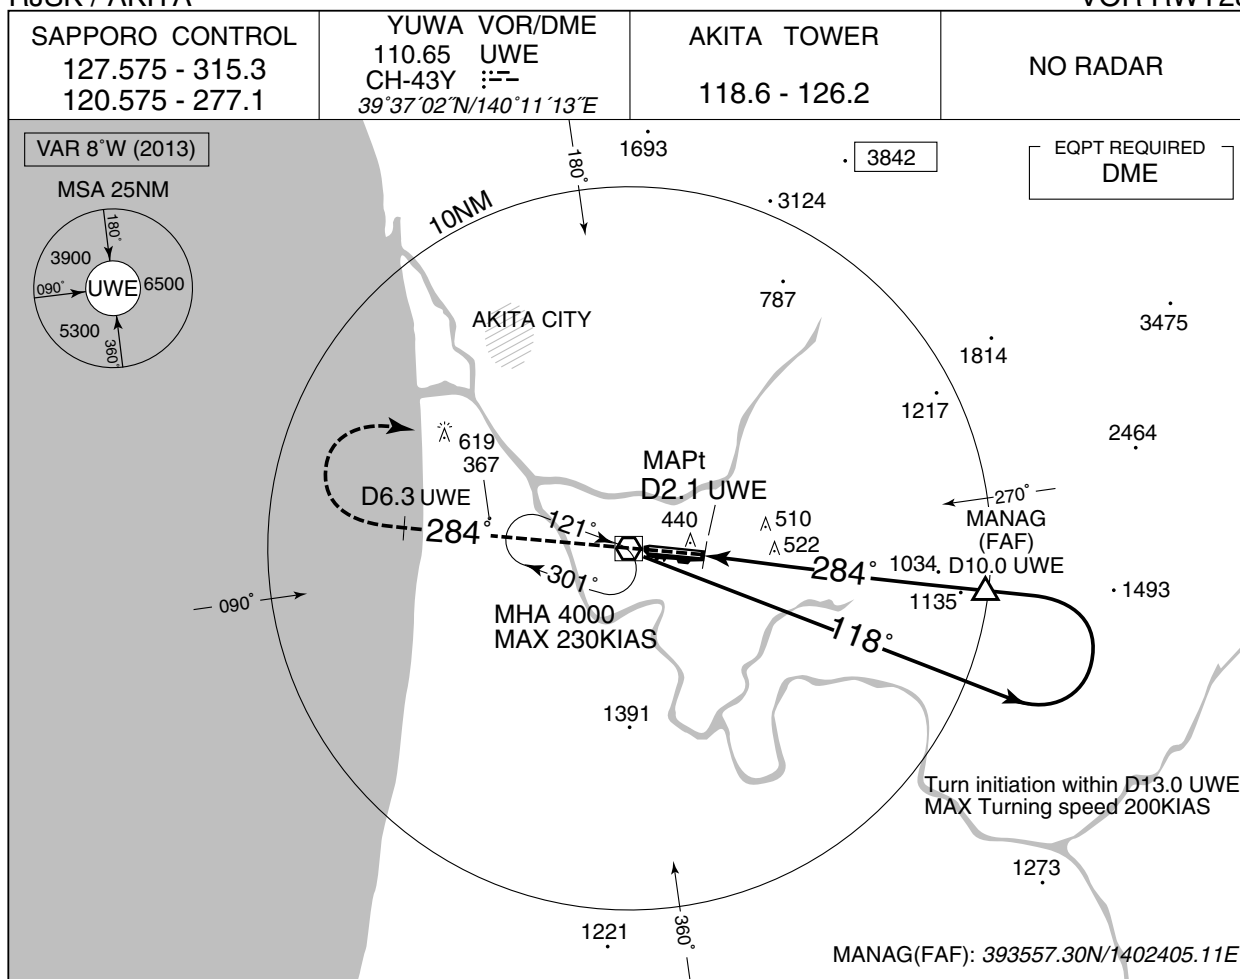 RJSK / AKITA
VOR RWY28
SAPPORO CONTROL
127.575 - 315.3
120.575 - 277.1
YUWA VOR/DME
110.65 UWE
CH-43Y
39°37´02˝N/140°11´13˝E
AKITA TOWER
118.6 - 126.2
NO RADAR
VAR 8°W (2013)
MSA 25NM
180°
3900
090°
UWE
6500
5300
360°
EQPT REQUIRED
DME
1693
180°
3842
3124
10NM
787
AKITA CITY
3475
1814
1217
2464
619
367
MAPt
D2.1 UWE
D6.3 UWE
440
510
522
270°
MANAG
(FAF)
D10.0 UWE
1034
1135
1493
284°
121°
301°
284°
118°
090°
MHA 4000
MAX 230KIAS
1391
Turn initiation within D13.0 UWE
MAX Turning speed 200KIAS
1273
1221
360°
MANAG(FAF): 393557.30N/1402405.11E